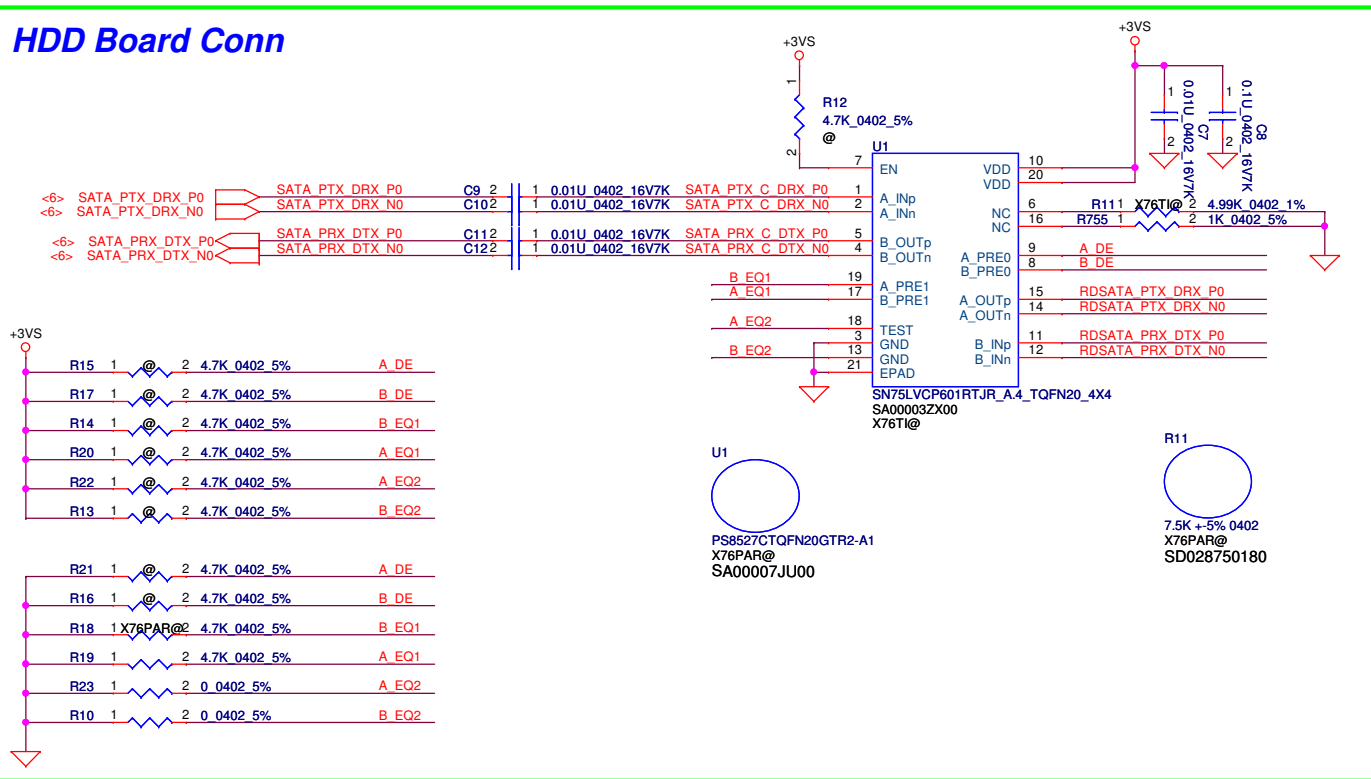 HDD Board Conn
+3VS
1
R12
4.7K_0402_5%
@
2
+3VS
1
0.01U_0402_16V7K
C7
2
1
0.1U_0402_16V7K
C8
2
U1
7 EN
VDD 10
VDD 20
<6> SATA_PTX_DRX_P0 SATA_PTX_DRX_P0 C9 2 1 0.01U_0402_16V7K SATA_PTX_C_DRX_P0 1 A_INp
<6> SATA_PTX_DRX_N0 SATA_PTX_DRX_N0 C10 2 1 0.01U_0402_16V7K SATA_PTX_C_DRX_N0 2 A_INn
NC 6 R11 1 X76TI@ 2 4.99K_0402_1%
NC 16 R755 1 2 1K_0402_5%
<6> SATA_PRX_DTX_P0 SATA_PRX_DTX_P0 C11 2 1 0.01U_0402_16V7K SATA_PRX_C_DTX_P0 5 B_OUTp
<6> SATA_PRX_DTX_N0 SATA_PRX_DTX_N0 C12 2 1 0.01U_0402_16V7K SATA_PRX_C_DTX_N0 4 B_OUTn
A_PRE0 9 A_DE
B_PRE0 8 B_DE
B_EQ1 19 A_PRE1
A_EQ1 17 B_PRE1
A_OUTp 15 RDSATA_PTX_DRX_P0
A_OUTn 14 RDSATA_PTX_DRX_N0
A_EQ2 18 TEST
3 GND
B_EQ2 13 GND
21 EPAD
B_INp 11 RDSATA_PRX_DTX_P0
B_INn 12 RDSATA_PRX_DTX_N0
SN75LVCP601RTJR_A.4_TQFN20_4X4
SA00003ZX00
X76TI@
+3VS
R15 1 @ 2 4.7K_0402_5% A_DE
R17 1 @ 2 4.7K_0402_5% B_DE
R14 1 @ 2 4.7K_0402_5% B_EQ1
R20 1 @ 2 4.7K_0402_5% A_EQ1
R22 1 @ 2 4.7K_0402_5% A_EQ2
R13 1 @ 2 4.7K_0402_5% B_EQ2
R21 1 @ 2 4.7K_0402_5% A_DE
R16 1 @ 2 4.7K_0402_5% B_DE
R18 1 X76PAR@ 2 4.7K_0402_5% B_EQ1
R19 1 2 4.7K_0402_5% A_EQ1
R23 1 2 0_0402_5% A_EQ2
R10 1 2 0_0402_5% B_EQ2
U1
PS8527CTQFN20GTR2-A1
X76PAR@
SA00007JU00
R11
7.5K +-5% 0402
X76PAR@
SD028750180